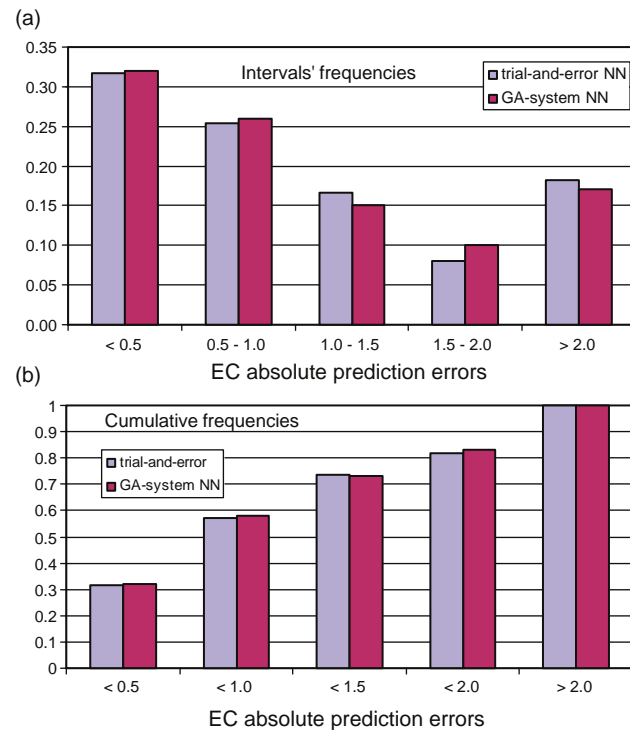 (a)
0.35
0.30
0.25
0.20
0.15
0.10
0.05
0.00
Intervals' frequencies
trial-and-error NN
GA-system NN
< 0.5 0.5 - 1.0 1.0 - 1.5 1.5 - 2.0 > 2.0
EC absolute prediction errors
(b)
1
0.9
0.8
0.7
0.6
0.5
0.4
0.3
0.2
0.1
0
Cumulative frequencies
trial-and-error
GA-system NN
< 0.5 < 1.0 < 1.5 < 2.0 > 2.0
EC absolute prediction errors